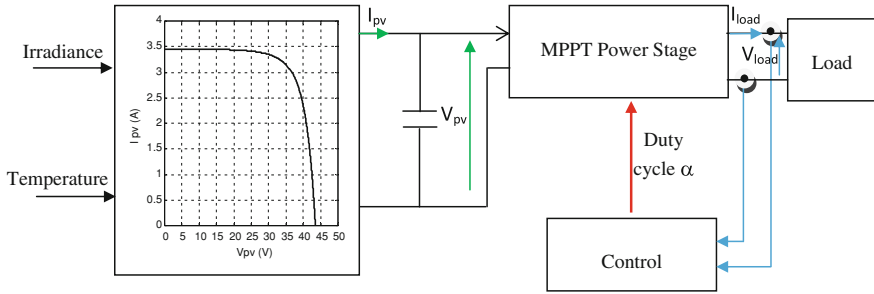 Irradiance
Temperature
I pv (A)
4
3.5
3
2.5
2
1.5
1
0.5
0
0 5 10 15 20 25 30 35 40 45 50
Vpv (V)
Ipv
Vpv
MPPT Power Stage
Duty
cycle α
Control
Iload
Vload
Load